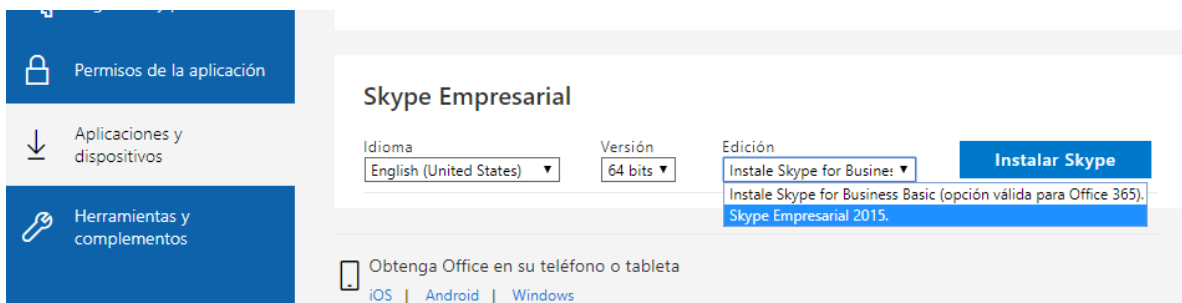 Permisos de la aplicación
Aplicaciones y
dispositivos
Herramientas y
complementos
Skype Empresarial
Idioma
Versión
Edición
English (United States)
64 bits
Instale Skype for Busines
Instalar Skype
Instale Skype for Business Basic (opción válida para Office 365).
Skype Empresarial 2015.
Obtenga Office en su teléfono o tableta
iOS | Android | Windows